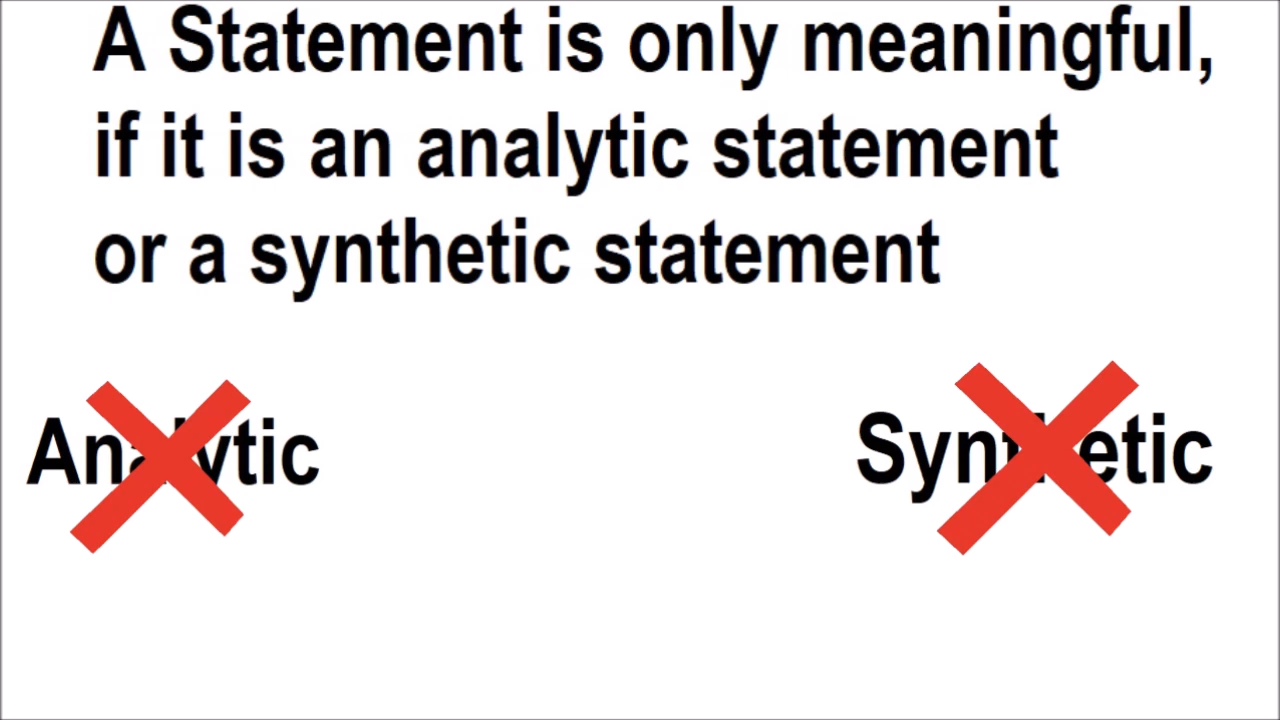 A Statement is only meaningful,
if it is an analytic statement
or a synthetic statement
Analytic
Synthetic